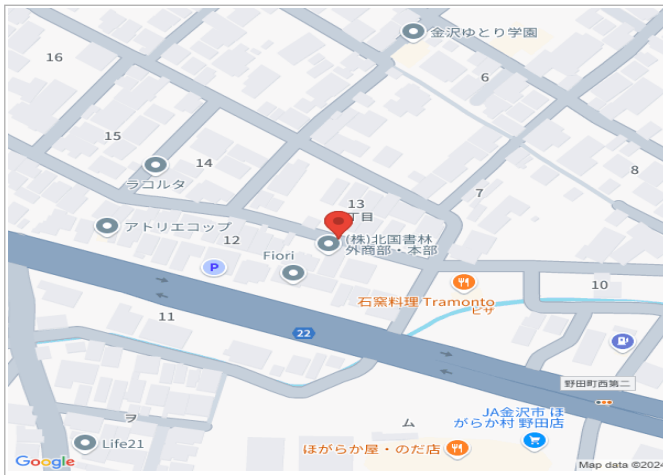 金沢ゆとり学園
16
6
15
14
8
ラコルタ
7
13
丁目
アトリエコップ
12
(株)北国書林
外商部・本部
Fiori
P
石窯料理 Tramonto
ピザ
10
11
22
野田町西第二
ヲ
ム
JA金沢市 ほ
がらか村 野田店
Life21
ほがらか屋・のだ店
Google
Map data ©2024